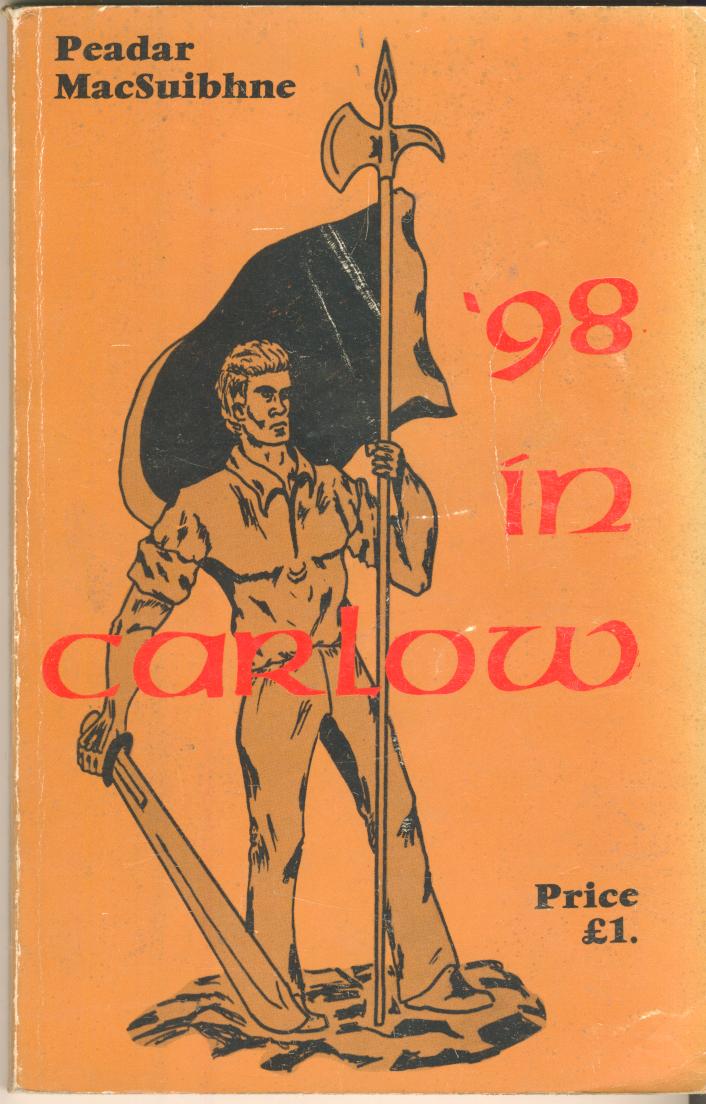 Peadar
MacSuibhne
'98
in
carlow
Price
£1.